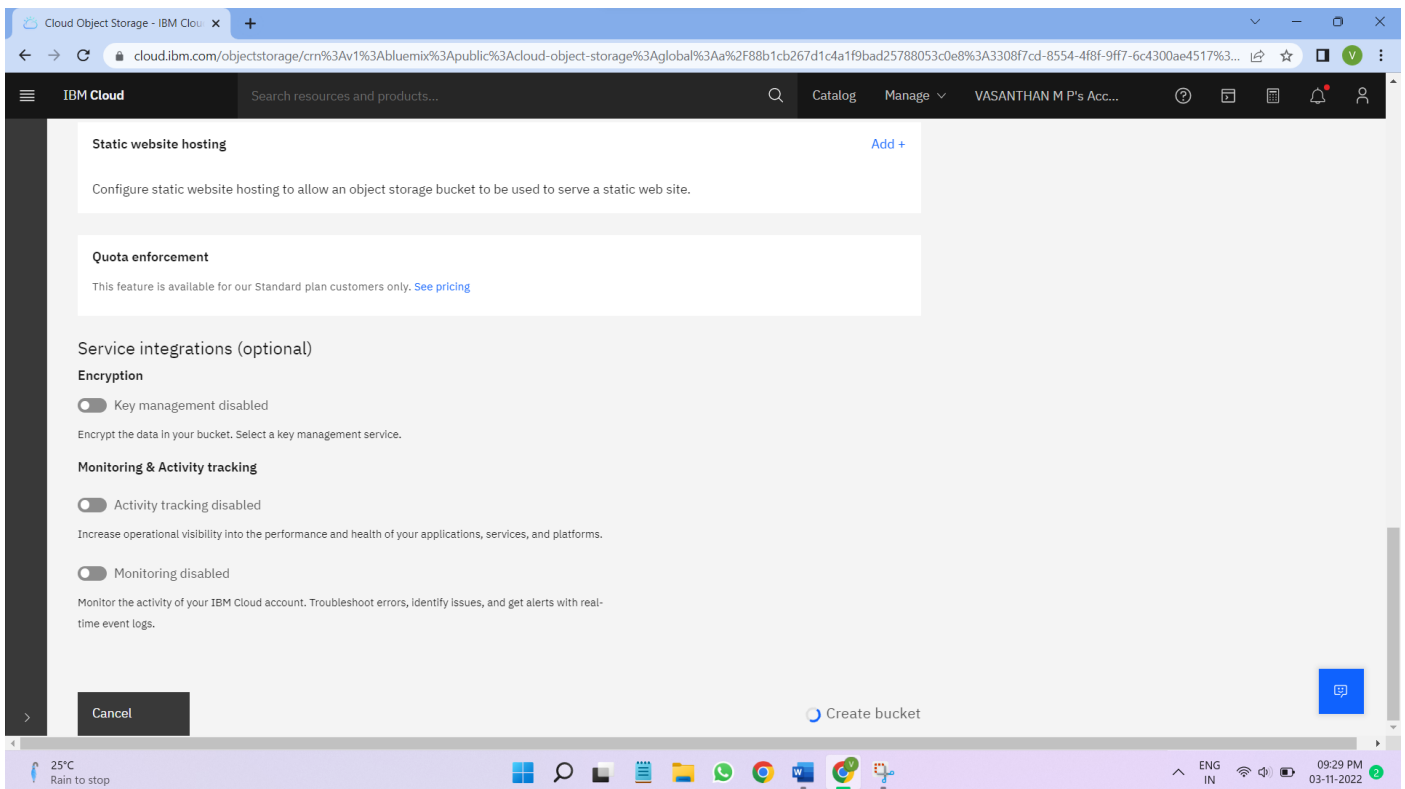 Cloud Object Storage - IBM Clou
cloud.ibm.com/objectstorage/crn%3Av1%3Abluemix%3Apublic%3Acloud-object-storage%3Aglobal%3Aa%2F88b1cb267d1c4a1f9bad25788053c0e8%3A3308f7cd-8554-4f8f-9ff7-6c4300ae4517%3...
V
IBM Cloud
Search resources and products...
Catalog
Manage
VASANTHAN M P's Acc...
Static website hosting
Add +
Configure static website hosting to allow an object storage bucket to be used to serve a static web site.
Quota enforcement
This feature is available for our Standard plan customers only. See pricing
Service integrations (optional)
Encryption
Key management disabled
Encrypt the data in your bucket. Select a key management service.
Monitoring & Activity tracking
Activity tracking disabled
Increase operational visibility into the performance and health of your applications, services, and platforms.
Monitoring disabled
Monitor the activity of your IBM Cloud account. Troubleshoot errors, identify issues, and get alerts with real-
time event logs.
Cancel
Create bucket
25°C
Rain to stop
ENG
IN
09:29 PM
03-11-2022
2